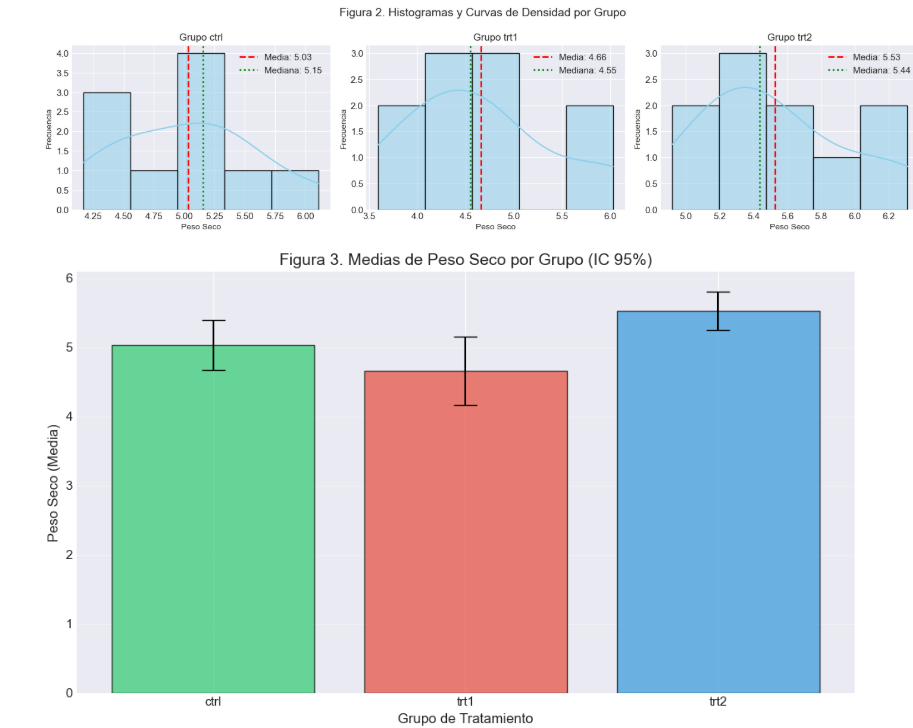 Figura 2. Histogramas y Curvas de Densidad por Grupo
Grupo ctrl
Media: 5.03
Mediana: 5.15
4.0
3.5
3.0
2.5
2.0
1.5
1.0
0.5
0.0
Frecuencia
4.25 4.50 4.75 5.00 5.25 5.50 5.75 6.00
Peso Seco
Grupo trt1
Media: 4.66
Mediana: 4.55
3.0
2.5
2.0
1.5
1.0
0.5
0.0
Frecuencia
3.5 4.0 4.5 5.0 5.5 6.0
Peso Seco
Grupo trt2
Media: 5.53
Mediana: 5.44
3.0
2.5
2.0
1.5
1.0
0.5
0.0
Frecuencia
5.0 5.2 5.4 5.6 5.8 6.0 6.2
Peso Seco
Figura 3. Medias de Peso Seco por Grupo (IC 95%)
6
5
4
3
2
1
0
Peso Seco (Media)
ctrl trt1 trt2
Grupo de Tratamiento